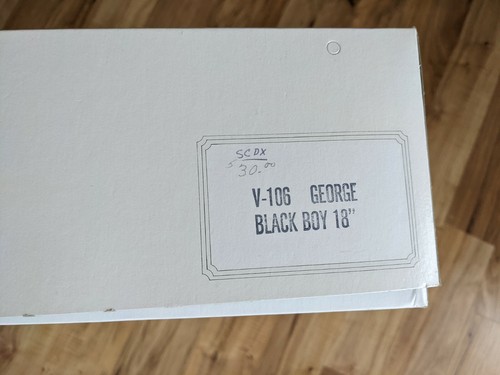 SCDX
$30.00
V-106 GEORGE
BLACK BOY 18"